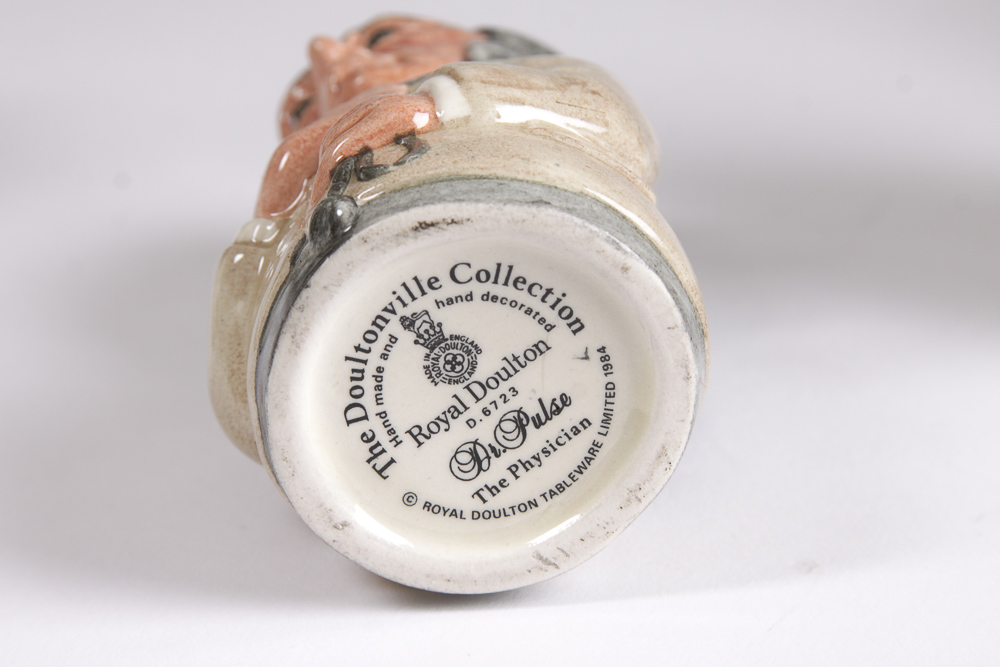 The Doultonville Collection
Hand made and hand decorated
MADE IN ENGLAND
ROYAL·DOULTON
ENGLAND
Royal Doulton
D.6723
Dr. Pulse
The Physician
© ROYAL DOULTON TABLEWARE LIMITED 1984